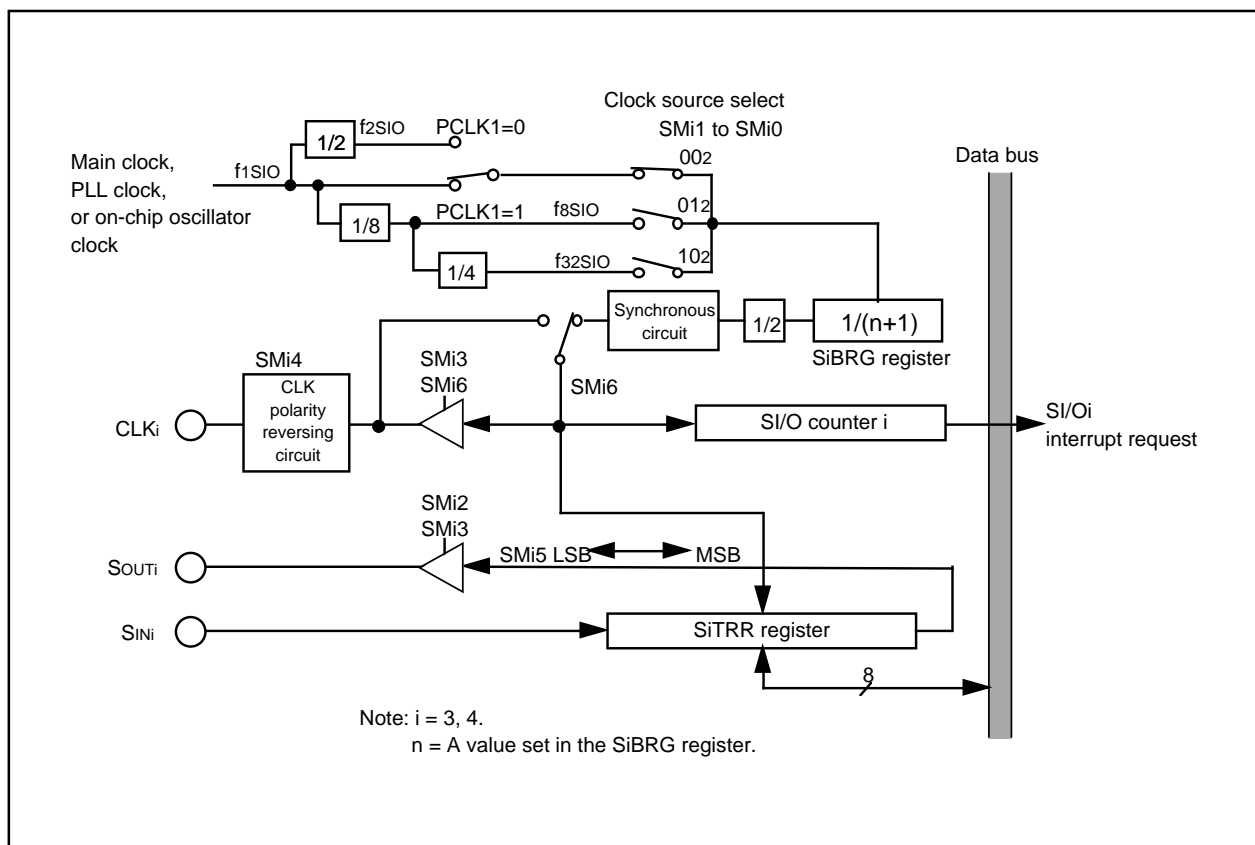 Clock source select
SMi1 to SMi0
f2SIO
PCLK1=0
1/2
Main clock,
PLL clock,
or on-chip oscillator
clock
f1SIO
002
Data bus
1/8
PCLK1=1
f8SIO
012
1/4
f32SIO
102
Synchronous
circuit
1/2
1/(n+1)
SiBRG register
SMi4
SMi3
SMi6
SMi6
CLKi
CLK
polarity
reversing
circuit
SI/O counter i
SI/Oi
interrupt request
SMi2
SMi3
SMi5 LSB
MSB
SOUTi
SINi
SiTRR register
8
Note: i = 3, 4.
n = A value set in the SiBRG register.